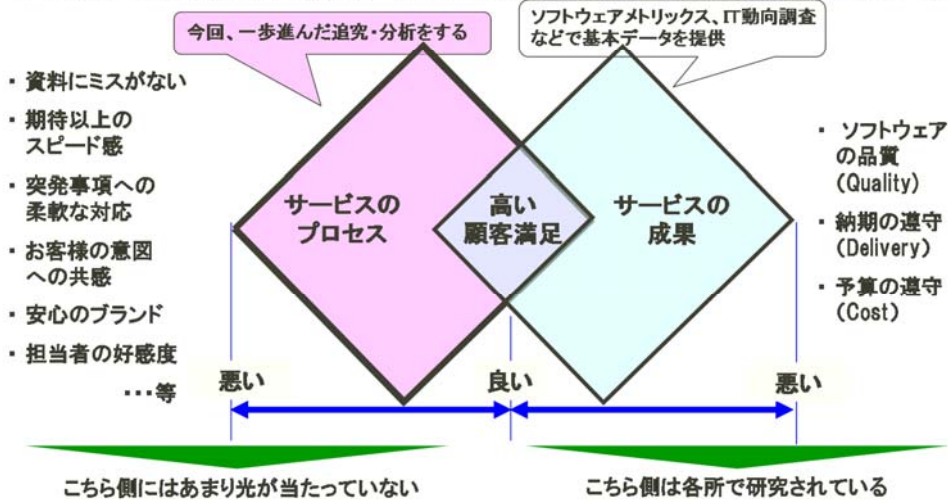 今回、一歩進んだ追究・分析をする
ソフトウェアメトリックス、IT動向調査
などで基本データを提供
・ 資料にミスがない
・ 期待以上の
スピード感
・ 突発事項への
柔軟な対応
・ お客様の意図
への共感
・ 安心のブランド
・ 担当者の好感度
・・・等
サービスの
プロセス
高い
顧客満足
サービスの
成果
・ ソフトウェア
の品質
(Quality)
・ 納期の遵守
(Delivery)
・ 予算の遵守
(Cost)
悪い
良い
悪い
こちら側にはあまり光が当たっていない
こちら側は各所で研究されている